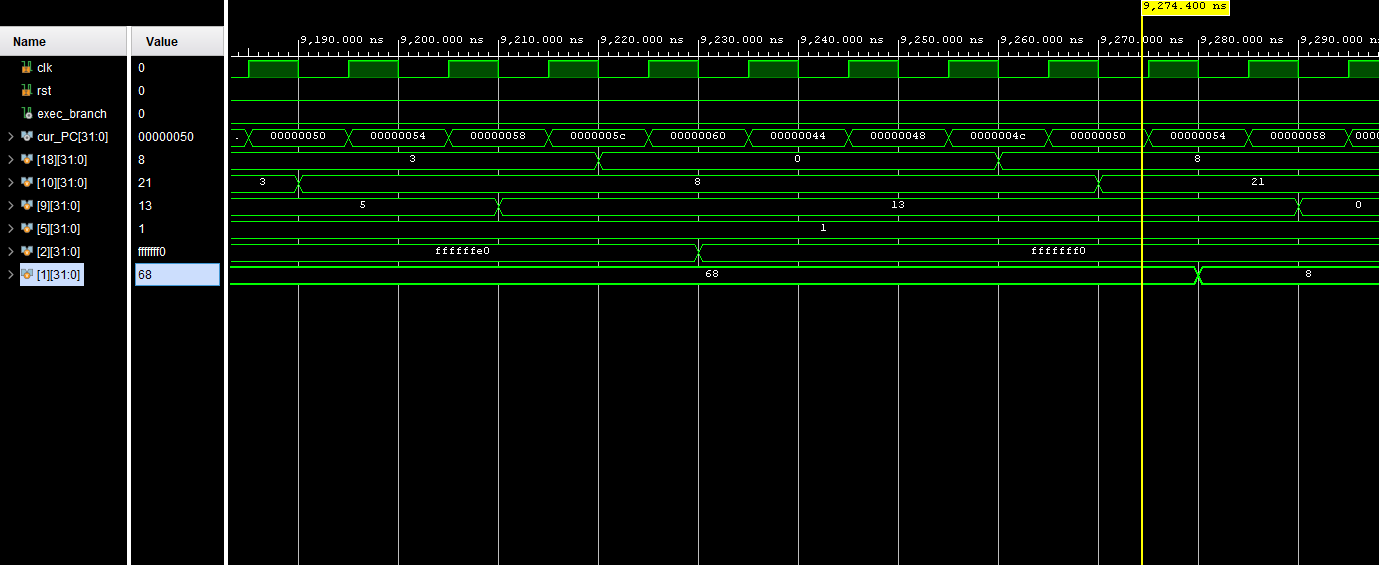 9,274.400 ns
Name Value
9,190.000 ns 9,200.000 ns 9,210.000 ns 9,220.000 ns 9,230.000 ns 9,240.000 ns 9,250.000 ns 9,260.000 ns 9,270.000 ns 9,280.000 ns 9,290.000 ns
clk 0
rst 0
exec_branch 0
cur_PC[31:0] 00000050 00000050 00000054 00000058 0000005c 00000060 00000044 00000048 0000004c 00000050 00000054 00000058 0000
[18][31:0] 8 3 0 8
[10][31:0] 21 3 8 21
[9][31:0] 13 5 13 0
[5][31:0] 1 1
[2][31:0] fffffff0 ffffffe0 fffffff0
[1][31:0] 68 68 8